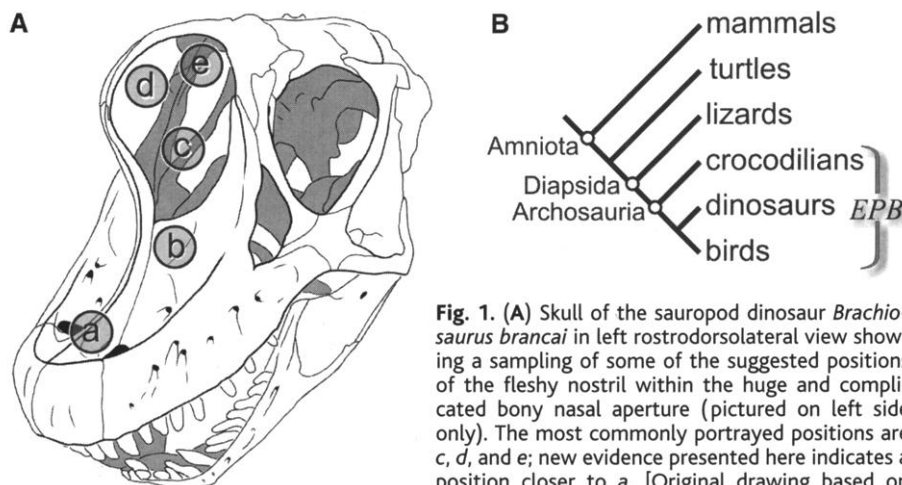 A
d
e
c
b
a
B
mammals
turtles
lizards
crocodilians
dinosaurs
birds
Amniota
Diapsida
Archosauria
EPB
Fig. 1. (A) Skull of the sauropod dinosaur Brachio-
saurus brancai in left rostrodorsolateral view show-
ing a sampling of some of the suggested positions
of the fleshy nostril within the huge and compli-
cated bony nasal aperture (pictured on left side
only). The most commonly portrayed positions are
c, d, and e; new evidence presented here indicates a
position closer to a. [Original drawing based on